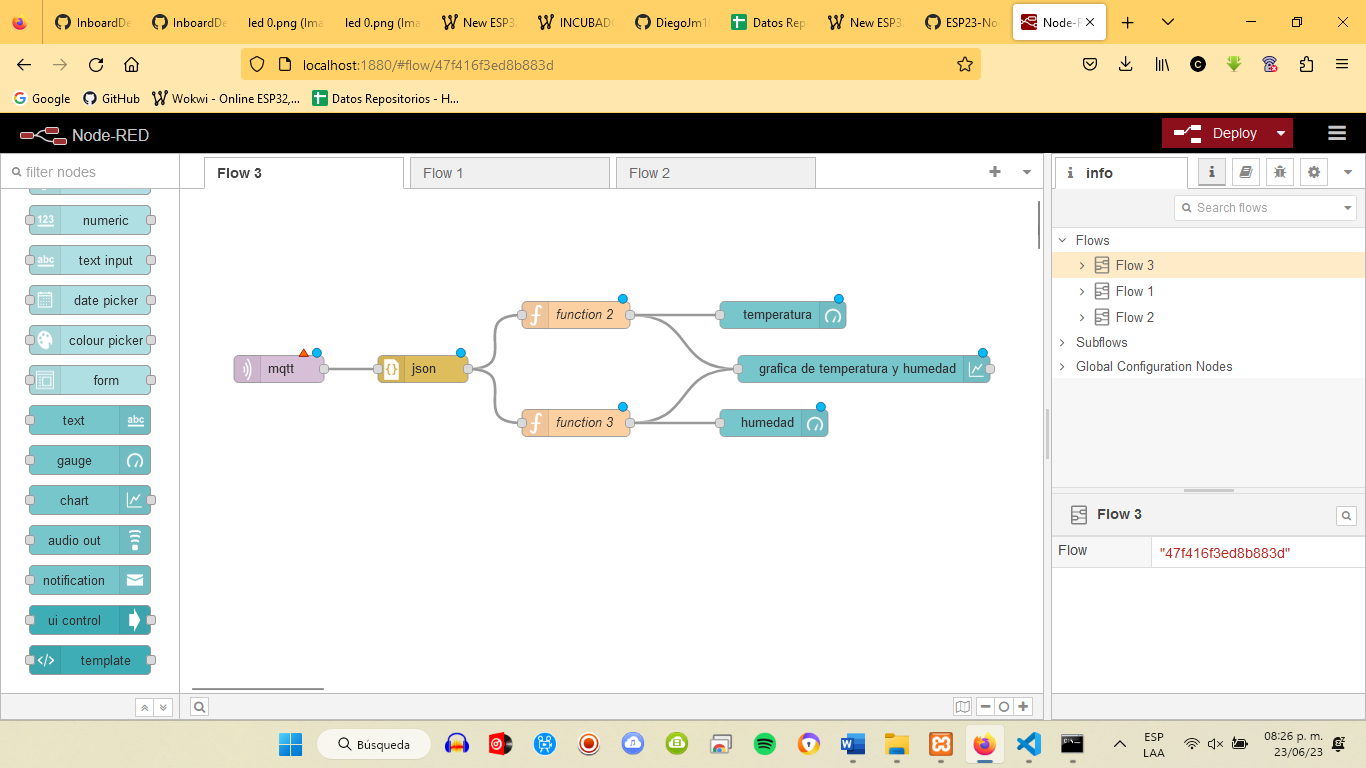 InboardDe
InboardDe
led 0.png (Ima
led 0.png (Ima
New ESP3
INCUBAD
DiegoJm1
Datos Rep
New ESP3
ESP23-No
Node-R
localhost:1880/#flow/47f416f3ed8b883d
Google
GitHub
Wokwi - Online ESP32,...
Datos Repositorios - H...
Node-RED
Deploy
filter nodes
Flow 3
Flow 1
Flow 2
info
Search flows
123 numeric
abc text input
date picker
colour picker
form
text abc
gauge
chart
audio out
notification
ui control
template
mqtt
json
function 2
function 3
temperatura
grafica de temperatura y humedad
humedad
Flows
Flow 3
Flow 1
Flow 2
Subflows
Global Configuration Nodes
Flow 3
Flow
"47f416f3ed8b883d"
Búsqueda
ESP
LAA
08:26 p. m.
23/06/23